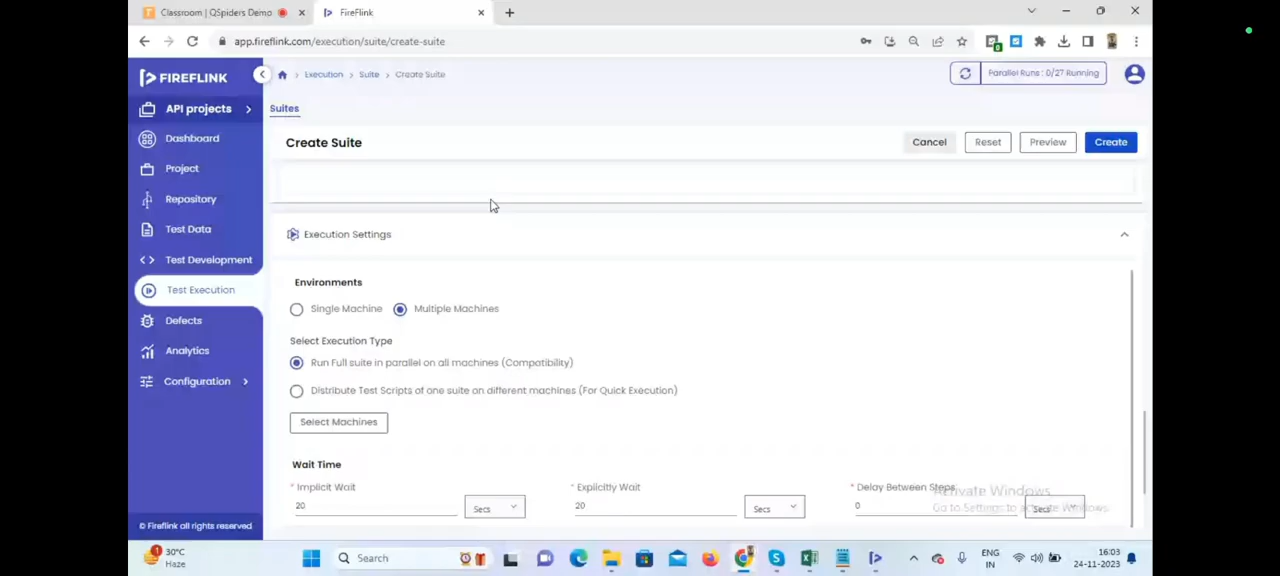 Classroom | QSpiders Demo
FireFlink
app.fireflink.com/execution/suite/create-suite
FIREFLINK
Execution > Suite > Create Suite
Parallel Runs : 0/27 Running
API projects
Suites
Dashboard
Create Suite
Cancel
Reset
Preview
Create
Project
Repository
Test Data
Execution Settings
Test Development
Environments
Test Execution
Single Machine
Multiple Machines
Defects
Select Execution Type
Analytics
Run Full suite in parallel on all machines (Compatibility)
Configuration
Distribute Test Scripts of one suite on different machines (For Quick Execution)
Select Machines
Wait Time
* Implicit Wait
* Explicitly Wait
* Delay Between Steps
Activate Windows
20
Secs
20
Secs
0
Secs
Go to Settings to activate Windows.
© Fireflink all rights reserved
1
30°C
Haze
Search
ENG
IN
16:03
24-11-2023